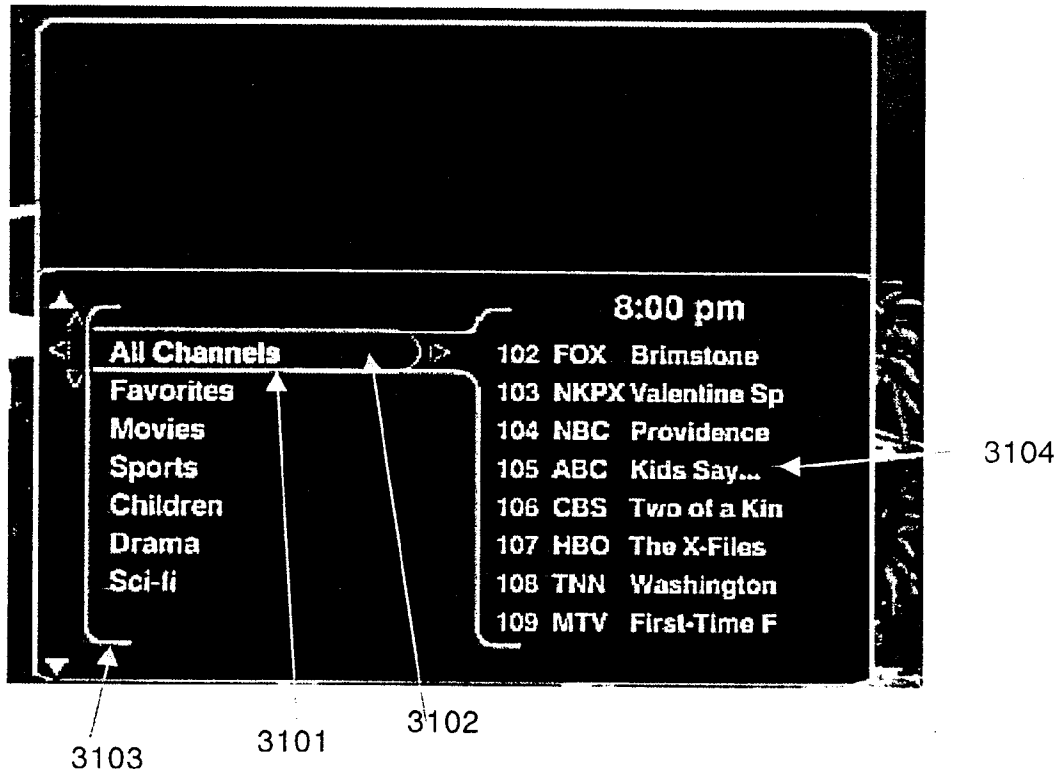 8:00 pm
All Channels
Favorites
Movies
Sports
Children
Drama
Sci-fi
102 FOX Brimstone
103 NKPX Valentine Sp
104 NBC Providence
105 ABC Kids Say...
106 CBS Two of a Kin
107 HBO The X-Files
108 TNN Washington
109 MTV First-Time F
3104
3103
3101
3102